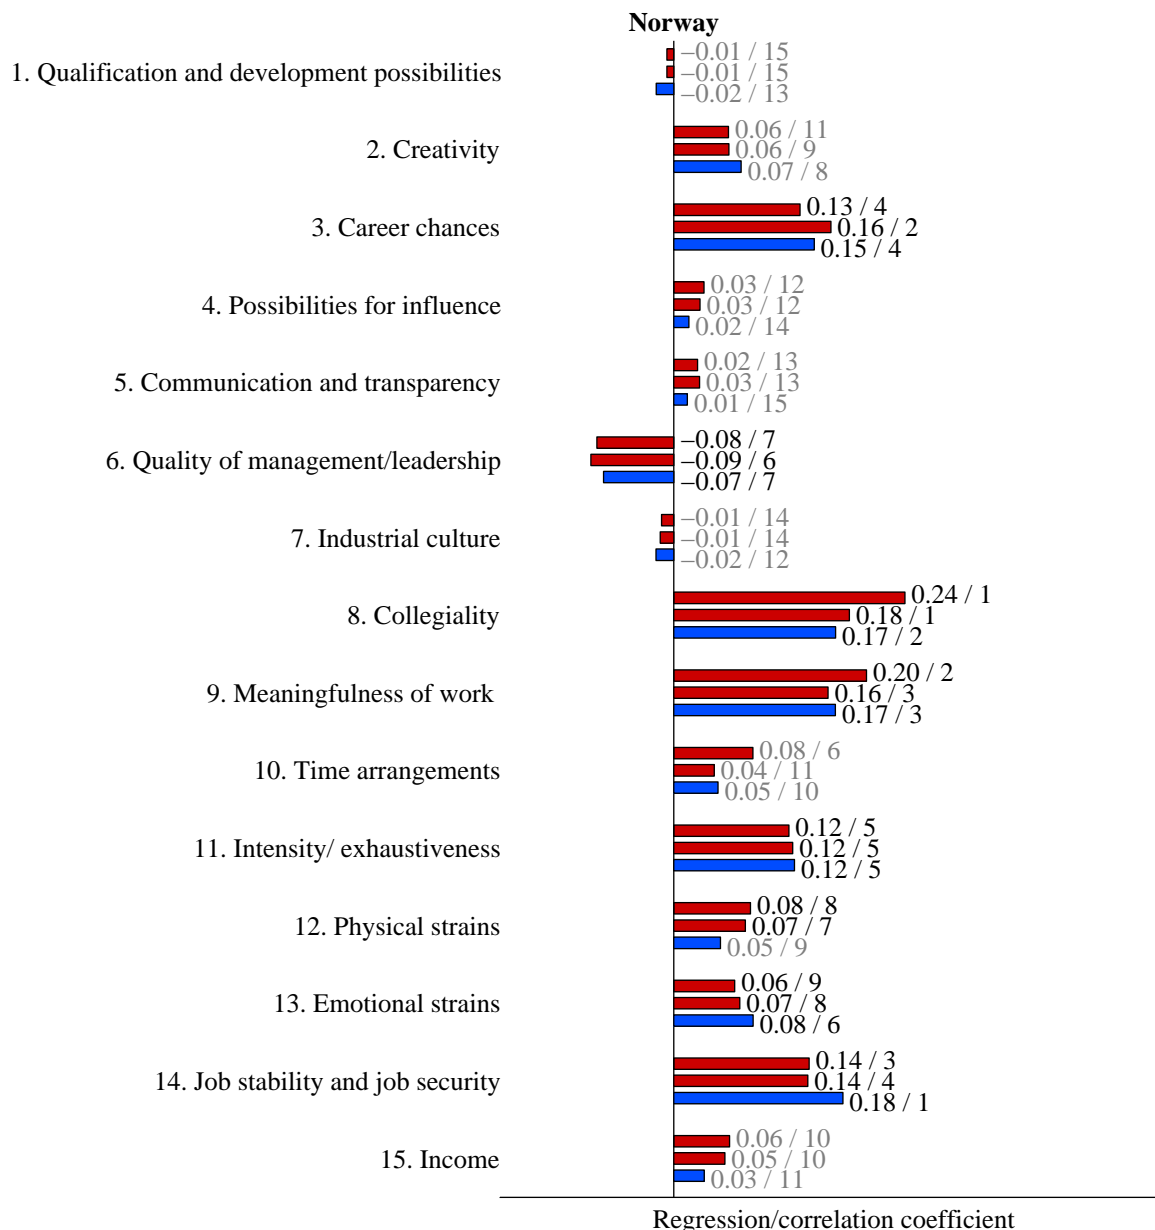 Norway
1. Qualification and development possibilities
–0.01 / 15
–0.01 / 15
–0.02 / 13
2. Creativity
0.06 / 11
0.06 / 9
0.07 / 8
3. Career chances
0.13 / 4
0.16 / 2
0.15 / 4
4. Possibilities for influence
0.03 / 12
0.03 / 12
0.02 / 14
5. Communication and transparency
0.02 / 13
0.03 / 13
0.01 / 15
6. Quality of management/leadership
–0.08 / 7
–0.09 / 6
–0.07 / 7
7. Industrial culture
–0.01 / 14
–0.01 / 14
–0.02 / 12
8. Collegiality
0.24 / 1
0.18 / 1
0.17 / 2
9. Meaningfulness of work
0.20 / 2
0.16 / 3
0.17 / 3
10. Time arrangements
0.08 / 6
0.04 / 11
0.05 / 10
11. Intensity/ exhaustiveness
0.12 / 5
0.12 / 5
0.12 / 5
12. Physical strains
0.08 / 8
0.07 / 7
0.05 / 9
13. Emotional strains
0.06 / 9
0.07 / 8
0.08 / 6
14. Job stability and job security
0.14 / 3
0.14 / 4
0.18 / 1
15. Income
0.06 / 10
0.05 / 10
0.03 / 11
Regression/correlation coefficient